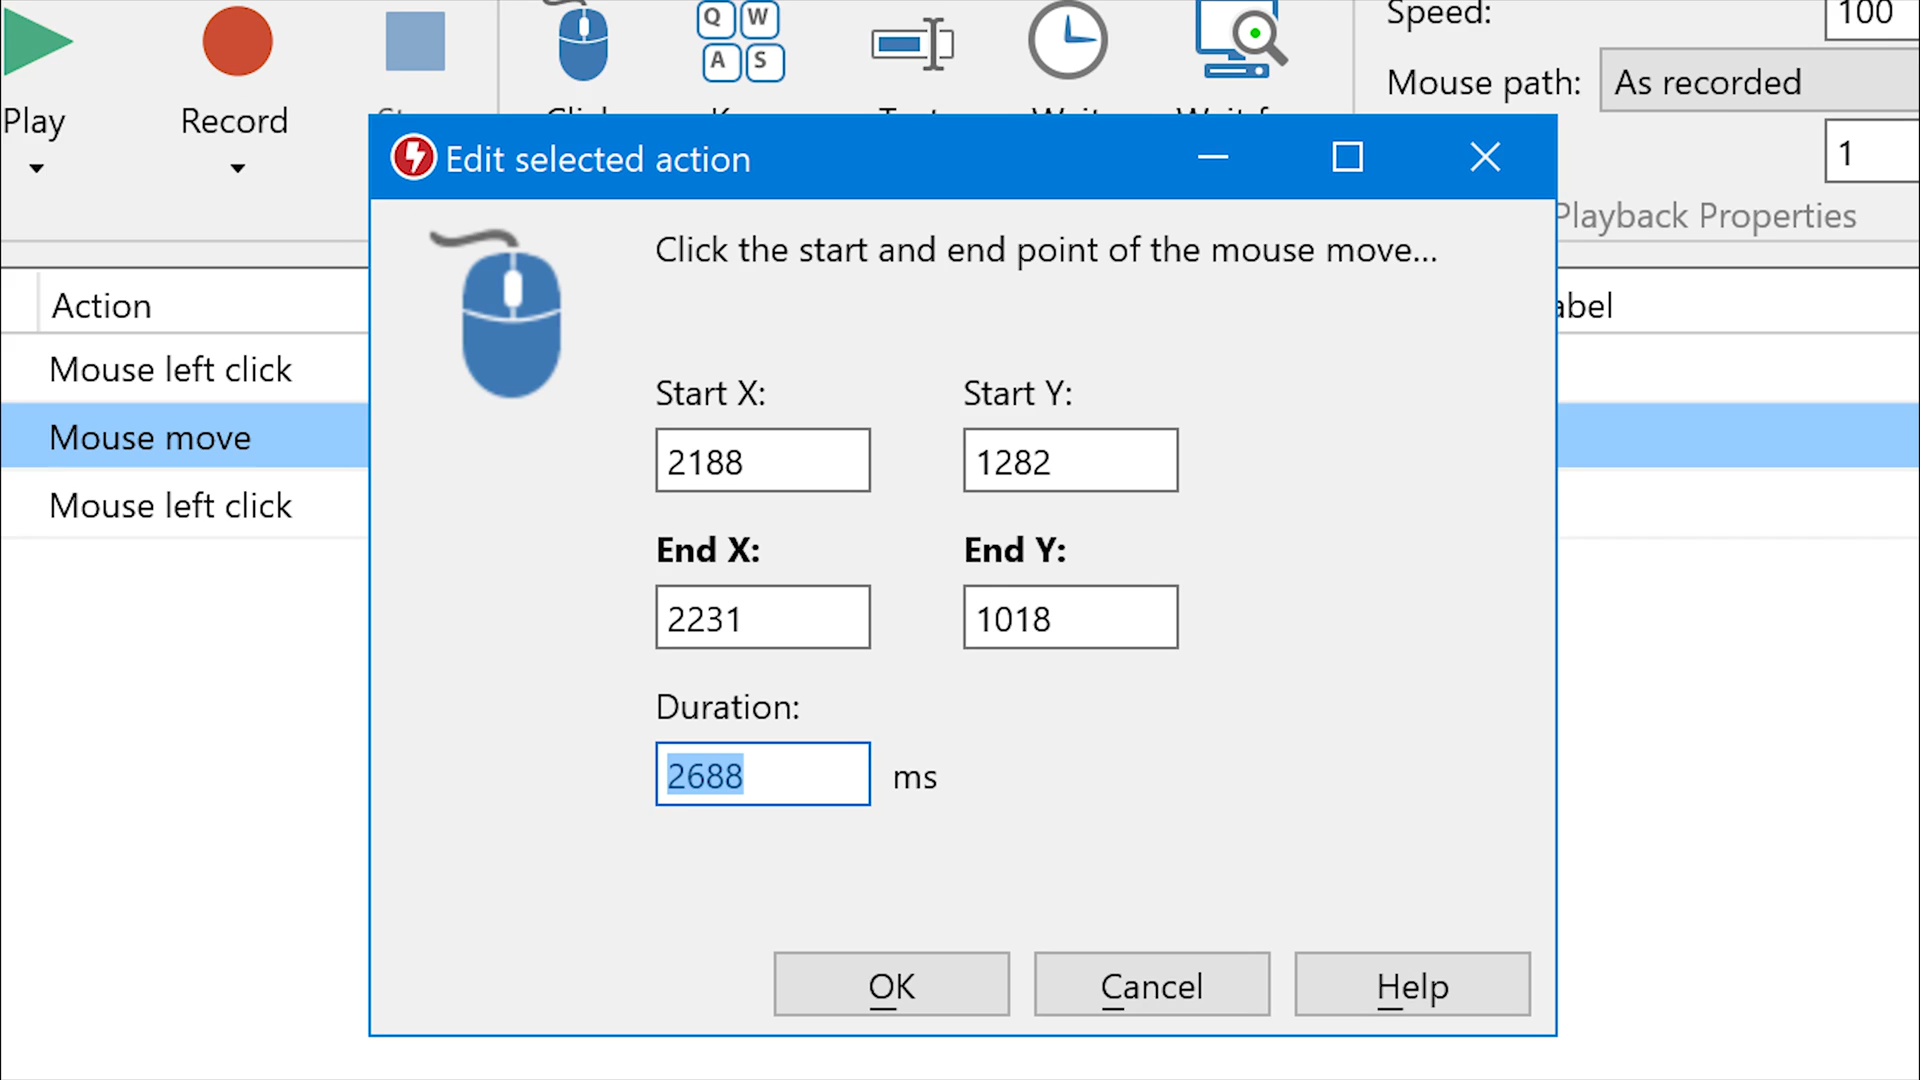 Speed:
100
Q W
A S
Mouse path:
As recorded
Play
Record
1
Playback Properties
Edit selected action
Click the start and end point of the mouse move...
Action
Mouse left click
Mouse move
Mouse left click
Start X:
Start Y:
2188
1282
End X:
End Y:
2231
1018
Duration:
2688
ms
OK
Cancel
Help